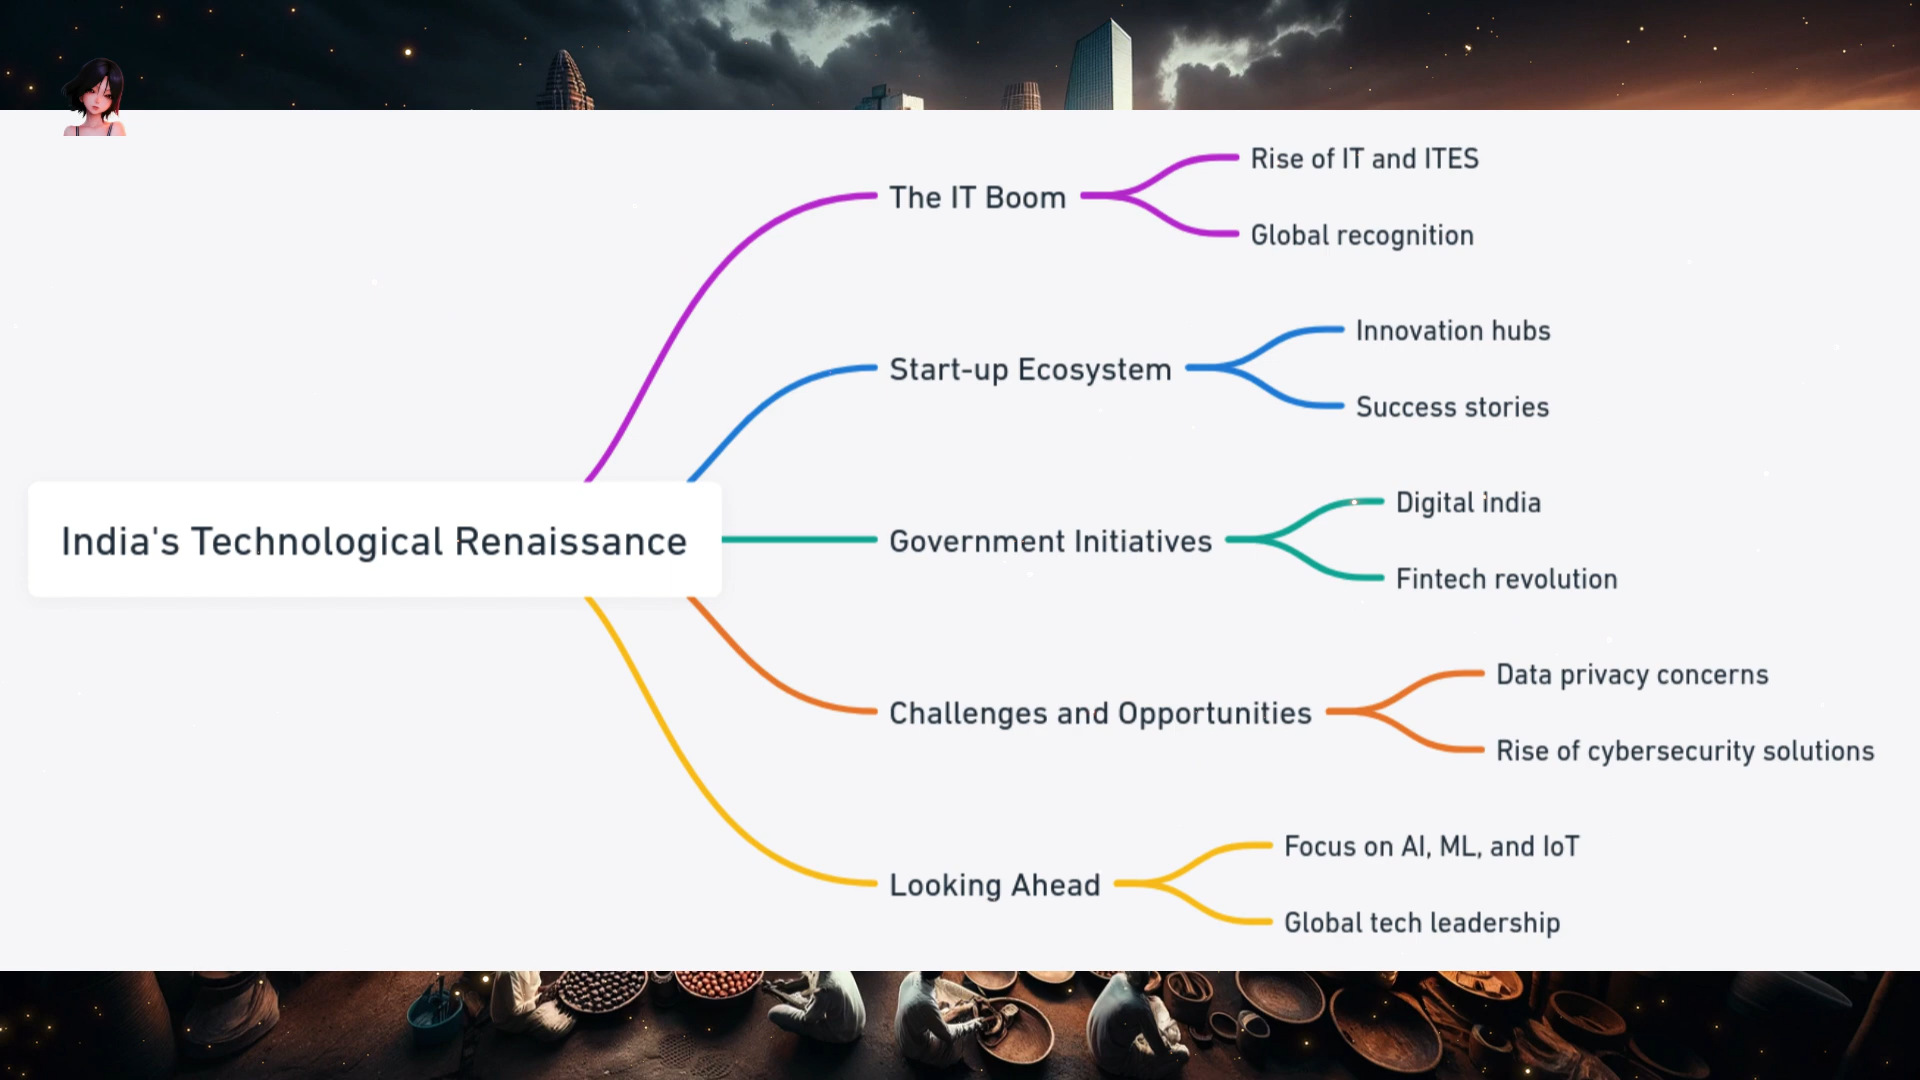 India's Technological Renaissance
The IT Boom
Rise of IT and ITES
Global recognition
Start-up Ecosystem
Innovation hubs
Success stories
Government Initiatives
Digital india
Fintech revolution
Challenges and Opportunities
Data privacy concerns
Rise of cybersecurity solutions
Looking Ahead
Focus on AI, ML, and IoT
Global tech leadership